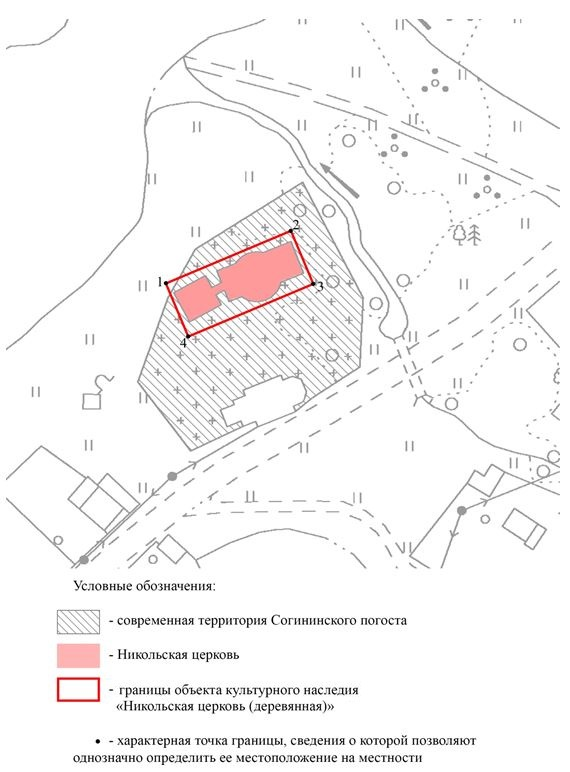 2
1
3
4
Условные обозначения:
- современная территория Согининского погоста
- Никольская церковь
- границы объекта культурного наследия
«Никольская церковь (деревянная)»
- характерная точка границы, сведения о которой позволяют
однозначно определить ее местоположение на местности